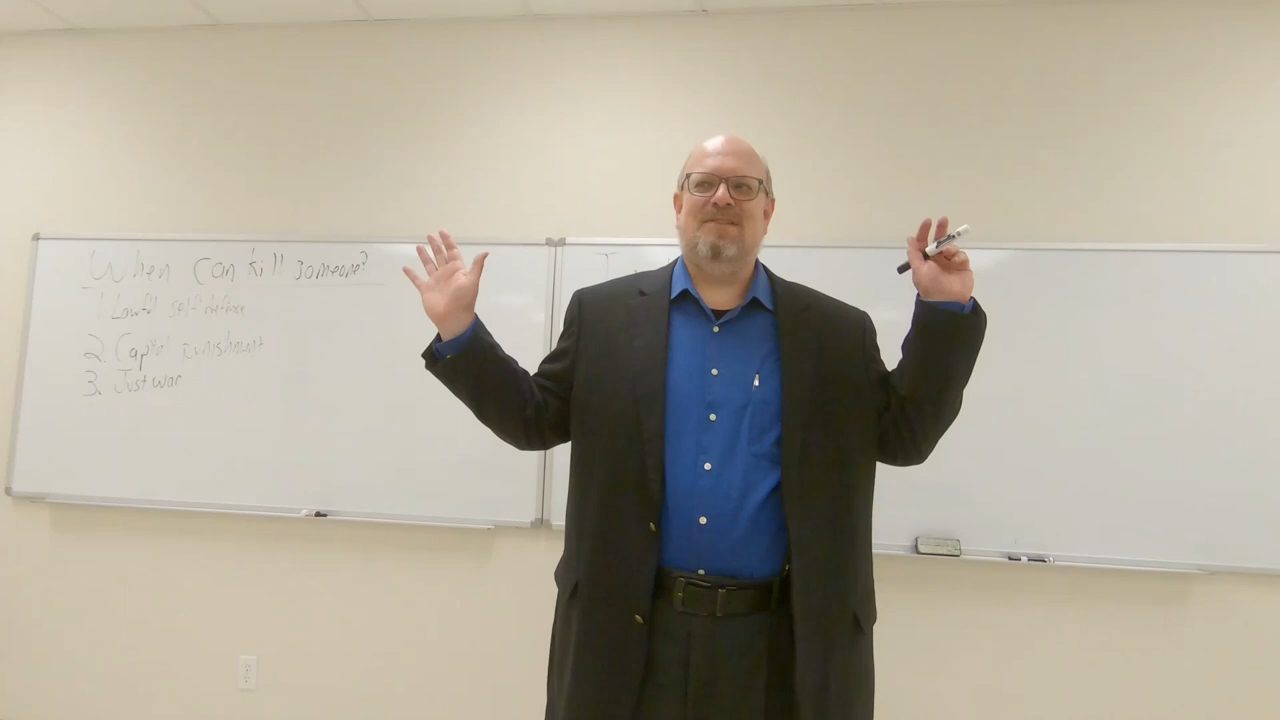 When can kill someone?
1. Lawful self defense
2. Capital punishment
3. Just war